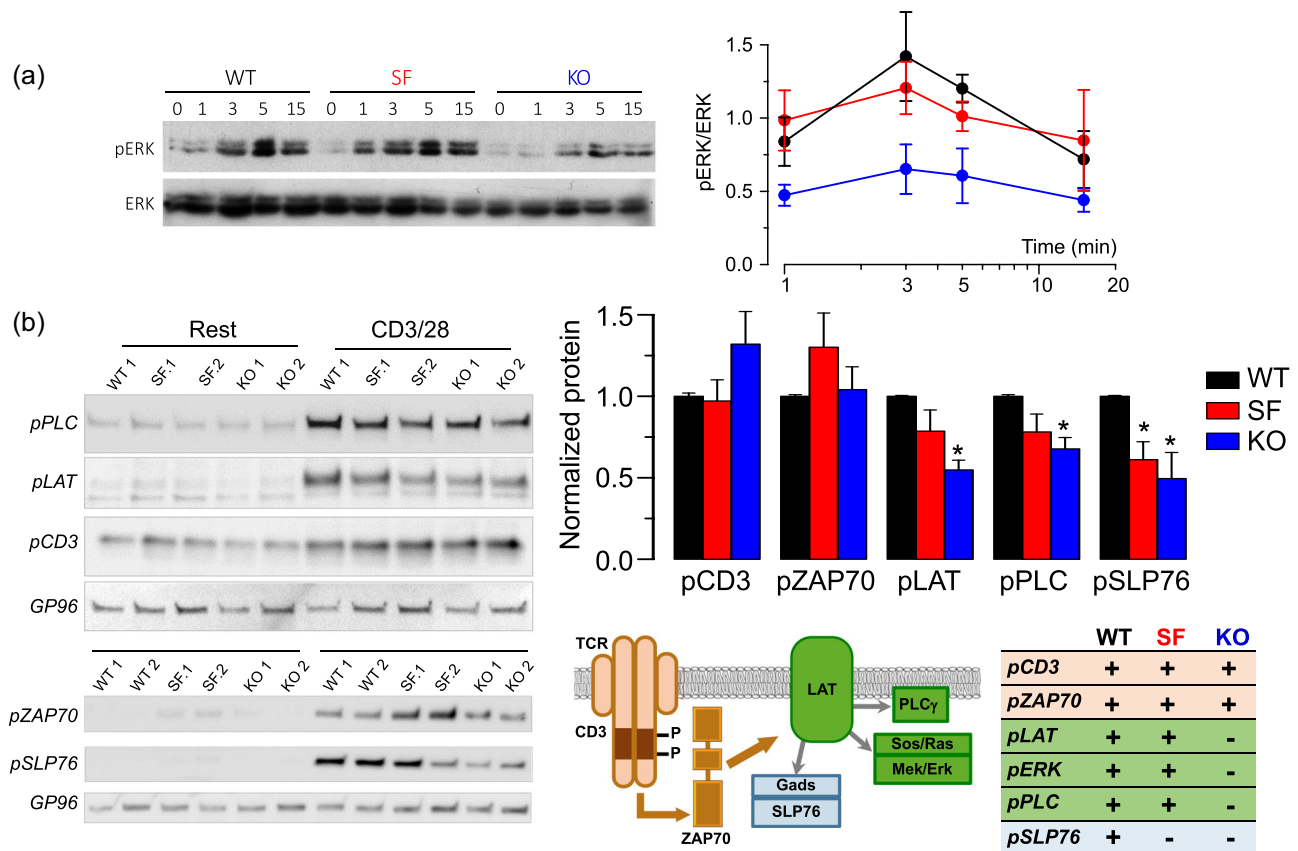 (a)
WT SF KO
0 1 3 5 15 0 1 3 5 15 0 1 3 5 15
pERK
ERK
pERK/ERK
1.5
1.0
0.5
0.0
Time (min)
1 3 5 10 20
(b)
Rest CD3/28
WT 1 SF.1 SF.2 KO 1 KO 2 WT 1 SF.1 SF.2 KO 1 KO 2
pPLC
pLAT
pCD3
GP96
WT 1 WT 2 SF.1 SF.2 KO 1 KO 2 WT 1 WT 2 SF.1 SF.2 KO 1 KO 2
pZAP70
pSLP76
GP96
Normalized protein
1.5
1.0
0.5
0.0
* * * *
pCD3 pZAP70 pLAT pPLC pSLP76
WT
SF
KO
TCR
CD3
P
P
ZAP70
LAT
PLCγ
Sos/Ras
Mek/Erk
Gads
SLP76
WT SF KO
pCD3 + + +
pZAP70 + + +
pLAT + + -
pERK + + -
pPLC + + -
pSLP76 + - -